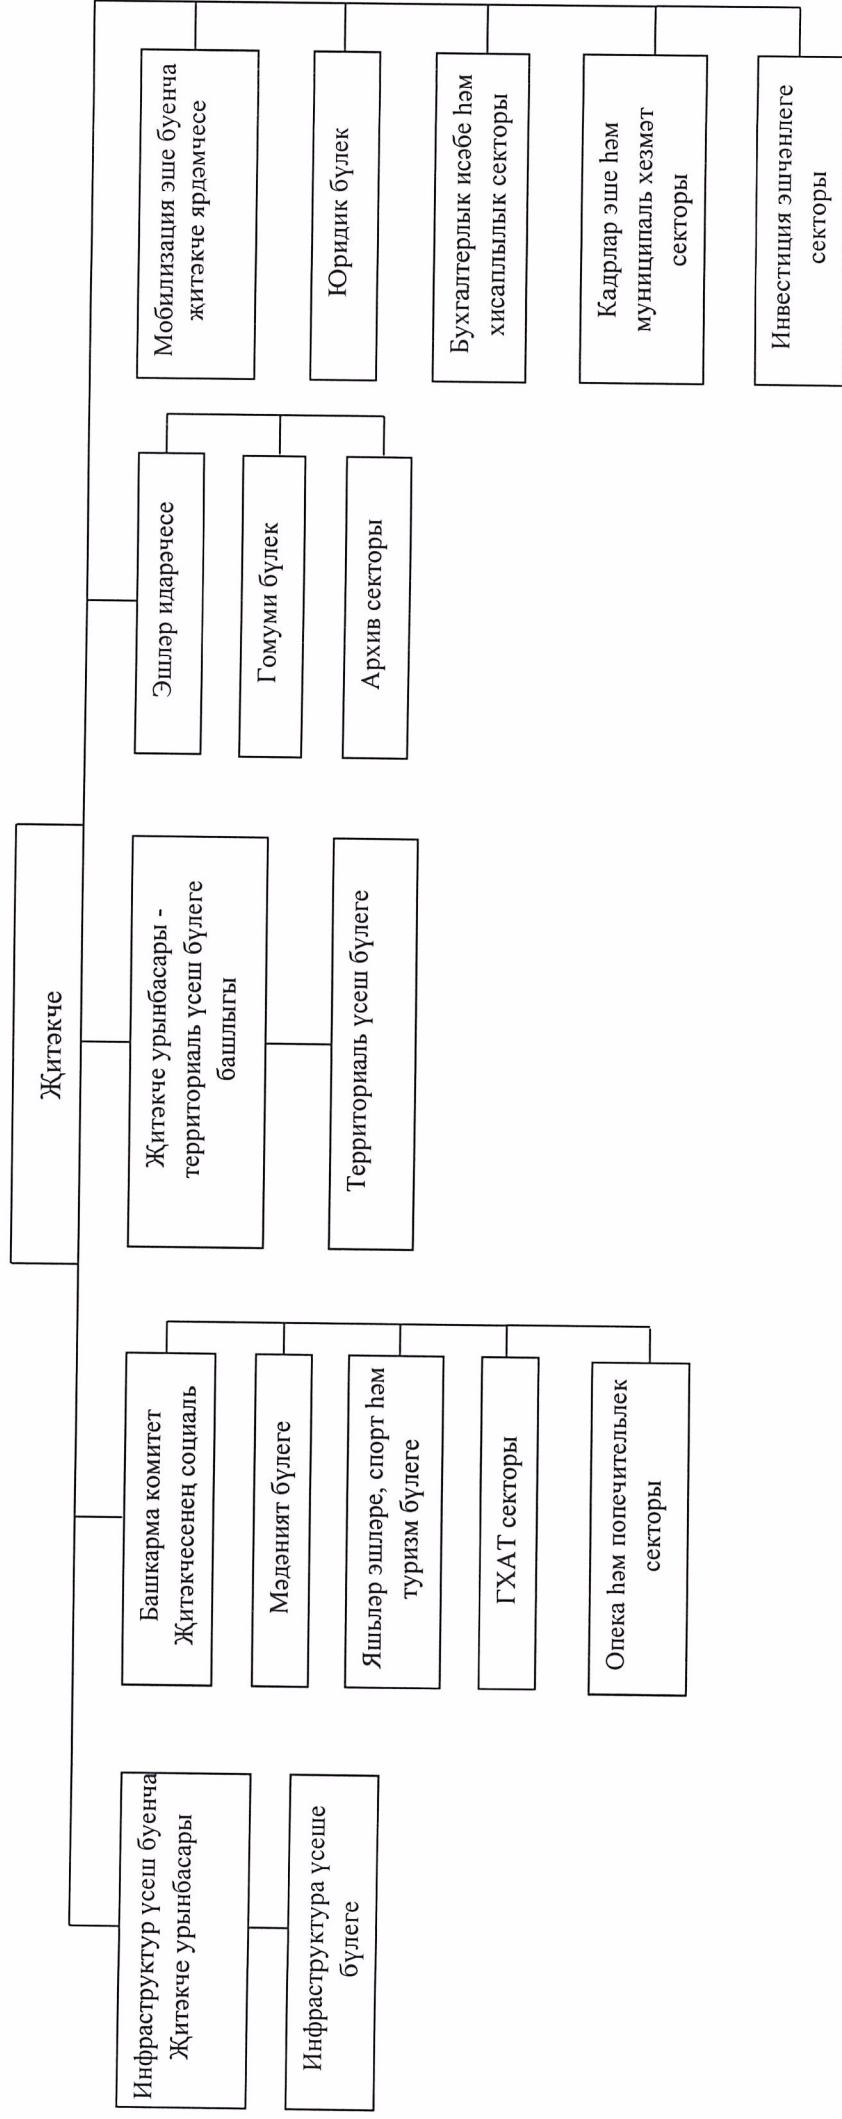 Җитәкче
Инфраструктур үсеш буенча
Җитәкче урынбасары
Инфраструктура үсеше
бүлеге
Башкарма комитет
Җитәкчесенең социаль
Мәдәният бүлеге
Яшьләр эшләре, спорт һәм
туризм бүлеге
ГХАТ секторы
Опека һәм попечительлек
секторы
Җитәкче урынбасары -
территориаль үсеш бүлеге
башлыгы
Территориаль үсеш бүлеге
Эшләр идарәчесе
Гомуми бүлек
Архив секторы
Мобилизация эше буенча
җитәкче ярдәмчесе
Юридик бүлек
Бухгалтерлык исәбе һәм
хисаплылык секторы
Кадрлар эше һәм
муниципаль хезмәт
секторы
Инвестиция эшчәнлеге
секторы